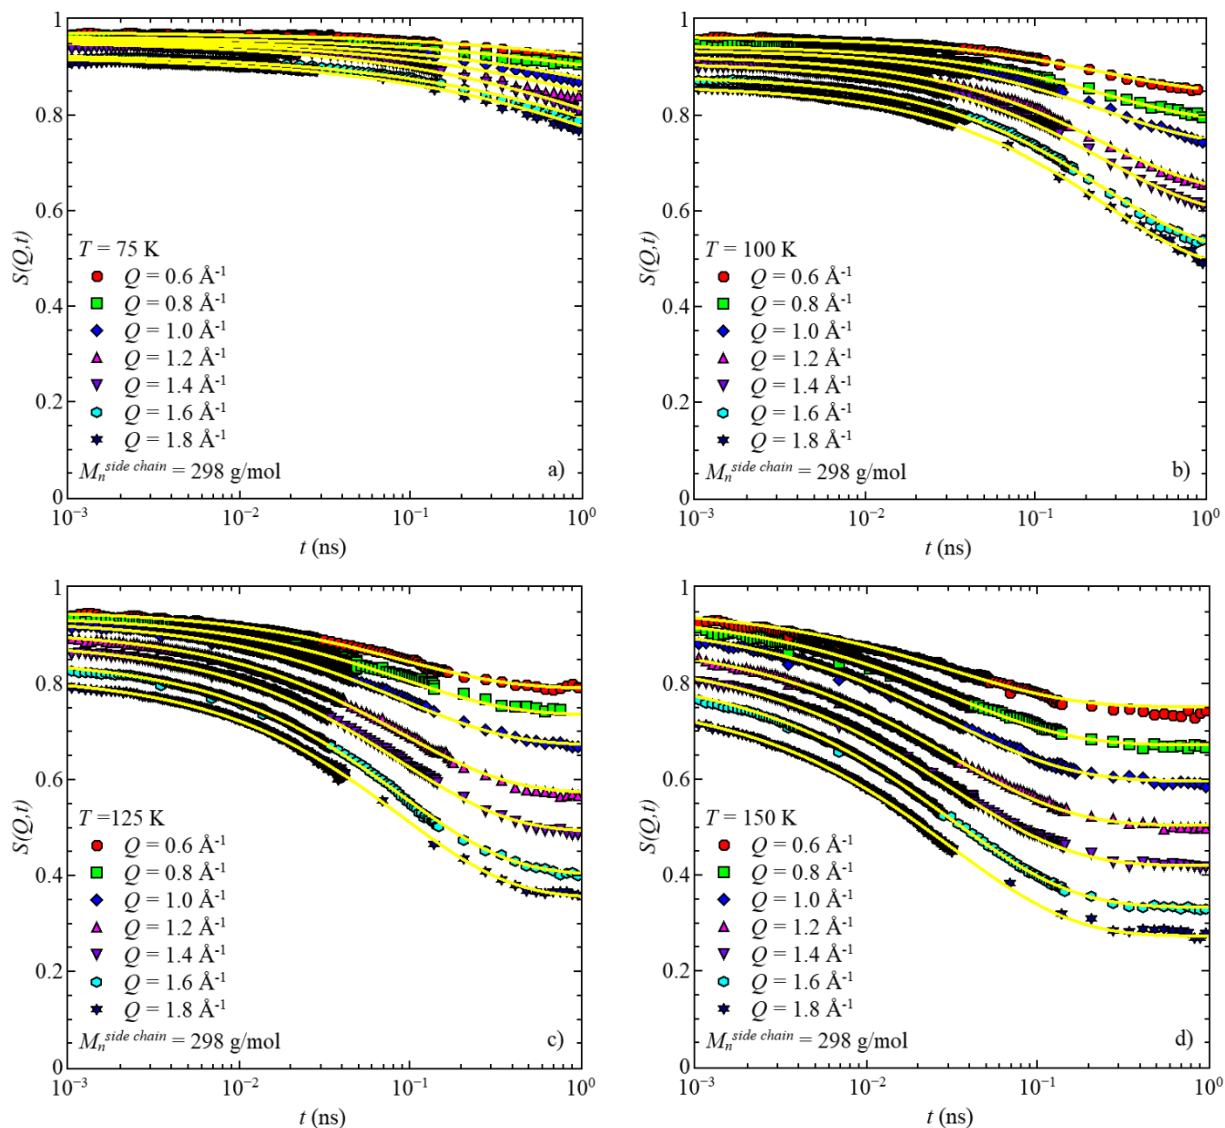 1
0.8
0.6
0.4
0.2
0
S(Q,t)
T = 75 K
Q = 0.6 Å⁻¹
Q = 0.8 Å⁻¹
Q = 1.0 Å⁻¹
Q = 1.2 Å⁻¹
Q = 1.4 Å⁻¹
Q = 1.6 Å⁻¹
Q = 1.8 Å⁻¹
Mₙ^side chain = 298 g/mol
a)
10⁻³ 10⁻² 10⁻¹ 10⁰
t (ns)
1
0.8
0.6
0.4
0.2
0
S(Q,t)
T = 100 K
Q = 0.6 Å⁻¹
Q = 0.8 Å⁻¹
Q = 1.0 Å⁻¹
Q = 1.2 Å⁻¹
Q = 1.4 Å⁻¹
Q = 1.6 Å⁻¹
Q = 1.8 Å⁻¹
Mₙ^side chain = 298 g/mol
b)
10⁻³ 10⁻² 10⁻¹ 10⁰
t (ns)
1
0.8
0.6
0.4
0.2
0
S(Q,t)
T =125 K
Q = 0.6 Å⁻¹
Q = 0.8 Å⁻¹
Q = 1.0 Å⁻¹
Q = 1.2 Å⁻¹
Q = 1.4 Å⁻¹
Q = 1.6 Å⁻¹
Q = 1.8 Å⁻¹
Mₙ^side chain = 298 g/mol
c)
10⁻³ 10⁻² 10⁻¹ 10⁰
t (ns)
1
0.8
0.6
0.4
0.2
0
S(Q,t)
T = 150 K
Q = 0.6 Å⁻¹
Q = 0.8 Å⁻¹
Q = 1.0 Å⁻¹
Q = 1.2 Å⁻¹
Q = 1.4 Å⁻¹
Q = 1.6 Å⁻¹
Q = 1.8 Å⁻¹
Mₙ^side chain = 298 g/mol
d)
10⁻³ 10⁻² 10⁻¹ 10⁰
t (ns)